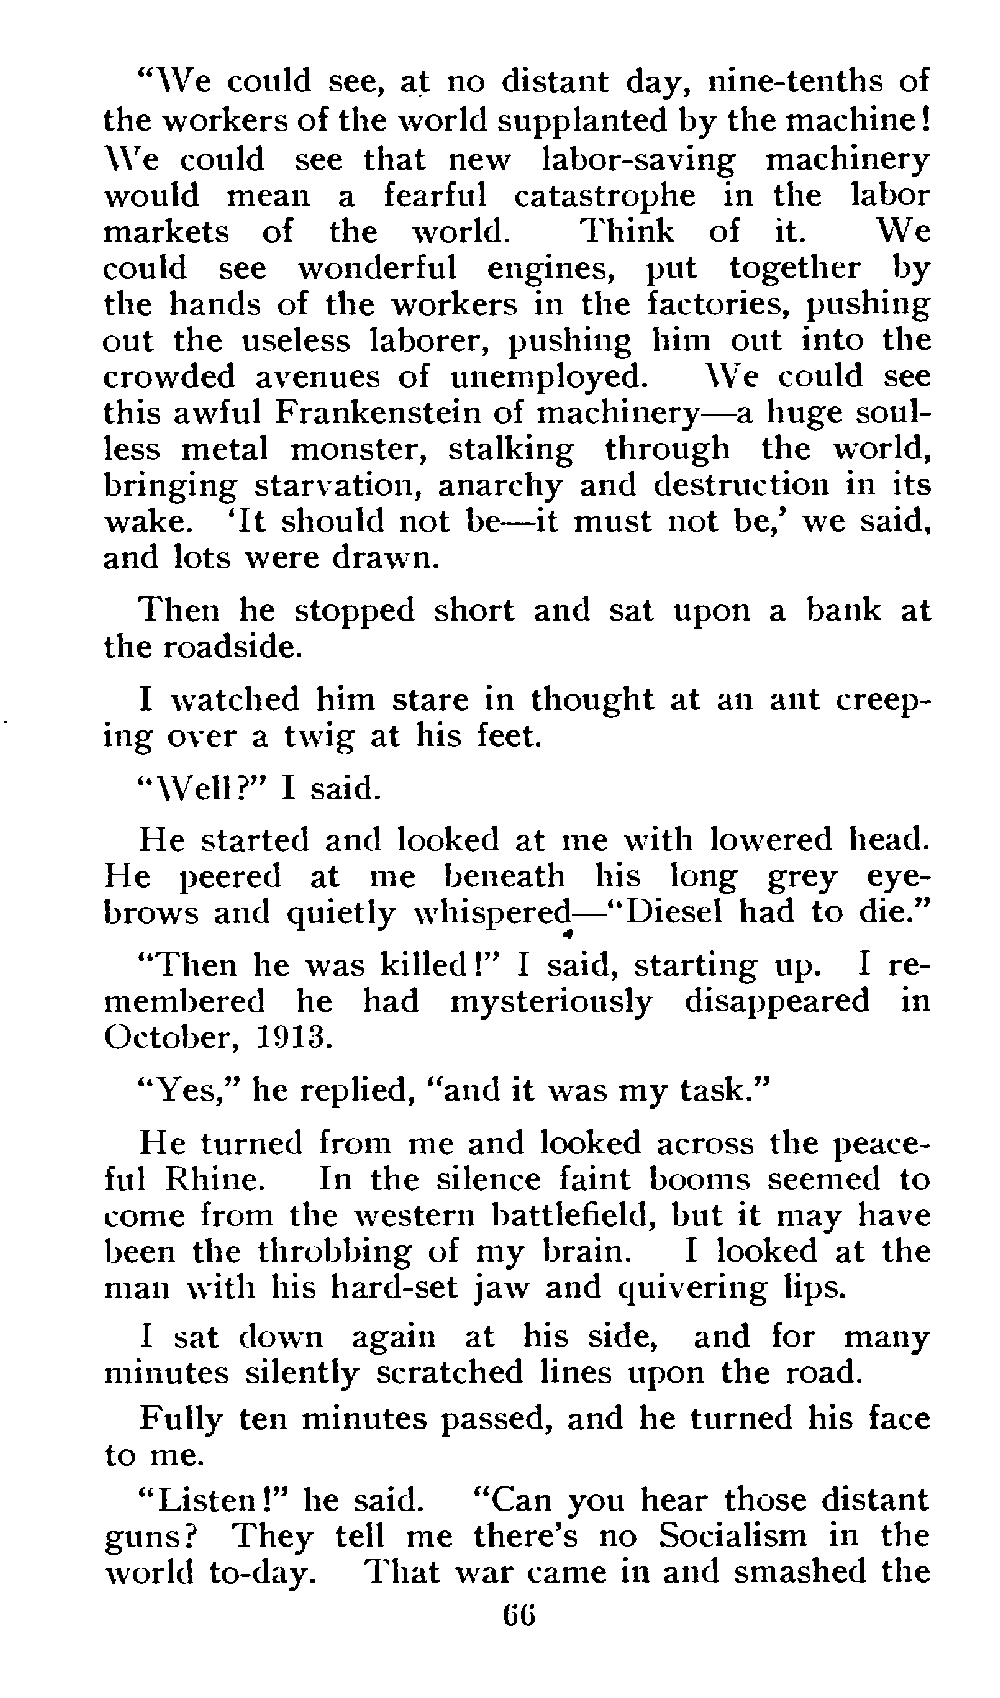 “We could see, at no distant day, nine-tenths of
the workers of the world supplanted by the machine!
We could see that new labor-saving machinery
would mean a fearful catastrophe in the labor
markets of the world. Think of it. We
could see wonderful engines, put together by
the hands of the workers in the factories, pushing
out the useless laborer, pushing him out into the
crowded avenues of unemployed. We could see
this awful Frankenstein of machinery—a huge soul-
less metal monster, stalking through the world,
bringing starvation, anarchy and destruction in its
wake. ‘It should not be—it must not be,’ we said,
and lots were drawn.
Then he stopped short and sat upon a bank at
the roadside.
I watched him stare in thought at an ant creep-
ing over a twig at his feet.
“Well?” I said.
He started and looked at me with lowered head.
He peered at me beneath his long grey eye-
brows and quietly whispered—“Diesel had to die.”
“Then he was killed!” I said, starting up. I re-
membered he had mysteriously disappeared in
October, 1913.
“Yes,” he replied, “and it was my task.”
He turned from me and looked across the peace-
ful Rhine. In the silence faint booms seemed to
come from the western battlefield, but it may have
been the throbbing of my brain. I looked at the
man with his hard-set jaw and quivering lips.
I sat down again at his side, and for many
minutes silently scratched lines upon the road.
Fully ten minutes passed, and he turned his face
to me.
“Listen!” he said. “Can you hear those distant
guns? They tell me there’s no Socialism in the
world to-day. That war came in and smashed the
66